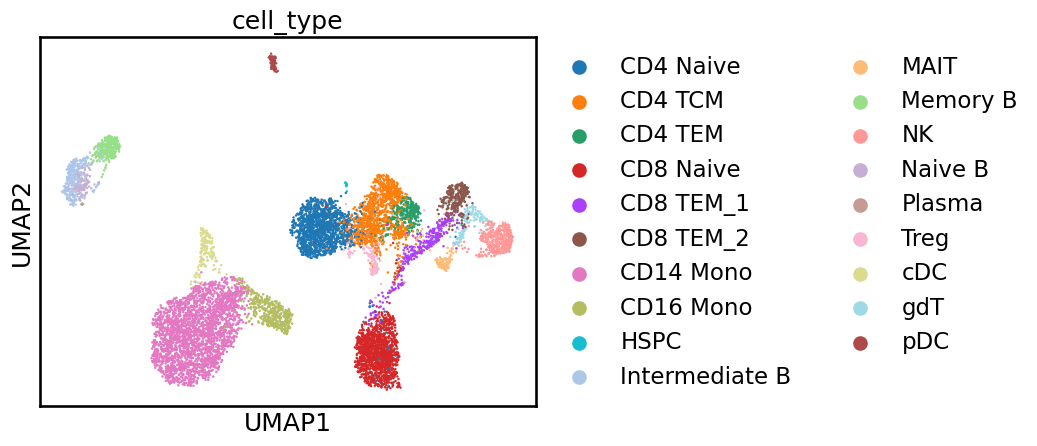 cell_type
UMAP2
UMAP1
CD4 Naive
CD4 TCM
CD4 TEM
CD8 Naive
CD8 TEM_1
CD8 TEM_2
CD14 Mono
CD16 Mono
HSPC
Intermediate B
MAIT
Memory B
NK
Naive B
Plasma
Treg
cDC
gdT
pDC